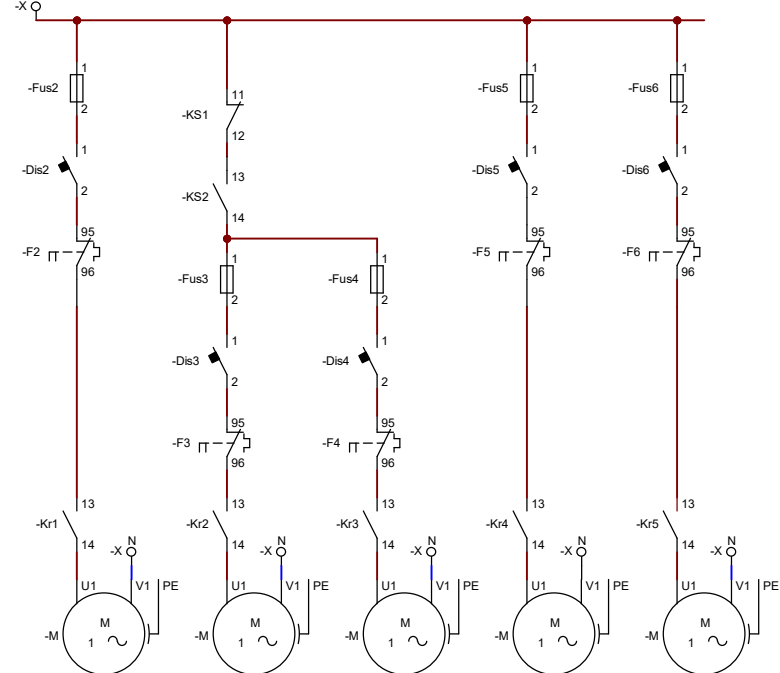 -X
1 1 1
-Fus2 -Fus5 -Fus6
2 2 2
11
-KS1
12
1 1 1
-Dis2 -Dis5 -Dis6
2 2 2
13
-KS2
14
95 95 95
-F2 -F5 -F6
96 96 96
1 1
-Fus3 -Fus4
2 2
1 1
-Dis3 -Dis4
2 2
95 95
-F3 -F4
96 96
13 13 13 13 13
-Kr1 -Kr2 -Kr3 -Kr4 -Kr5
14 14 14 14 14
N N N N N
-X -X -X -X -X
U1 V1 PE U1 V1 PE U1 V1 PE U1 V1 PE U1 V1 PE
M M M M M
-M 1 -M 1 -M 1 -M 1 -M 1